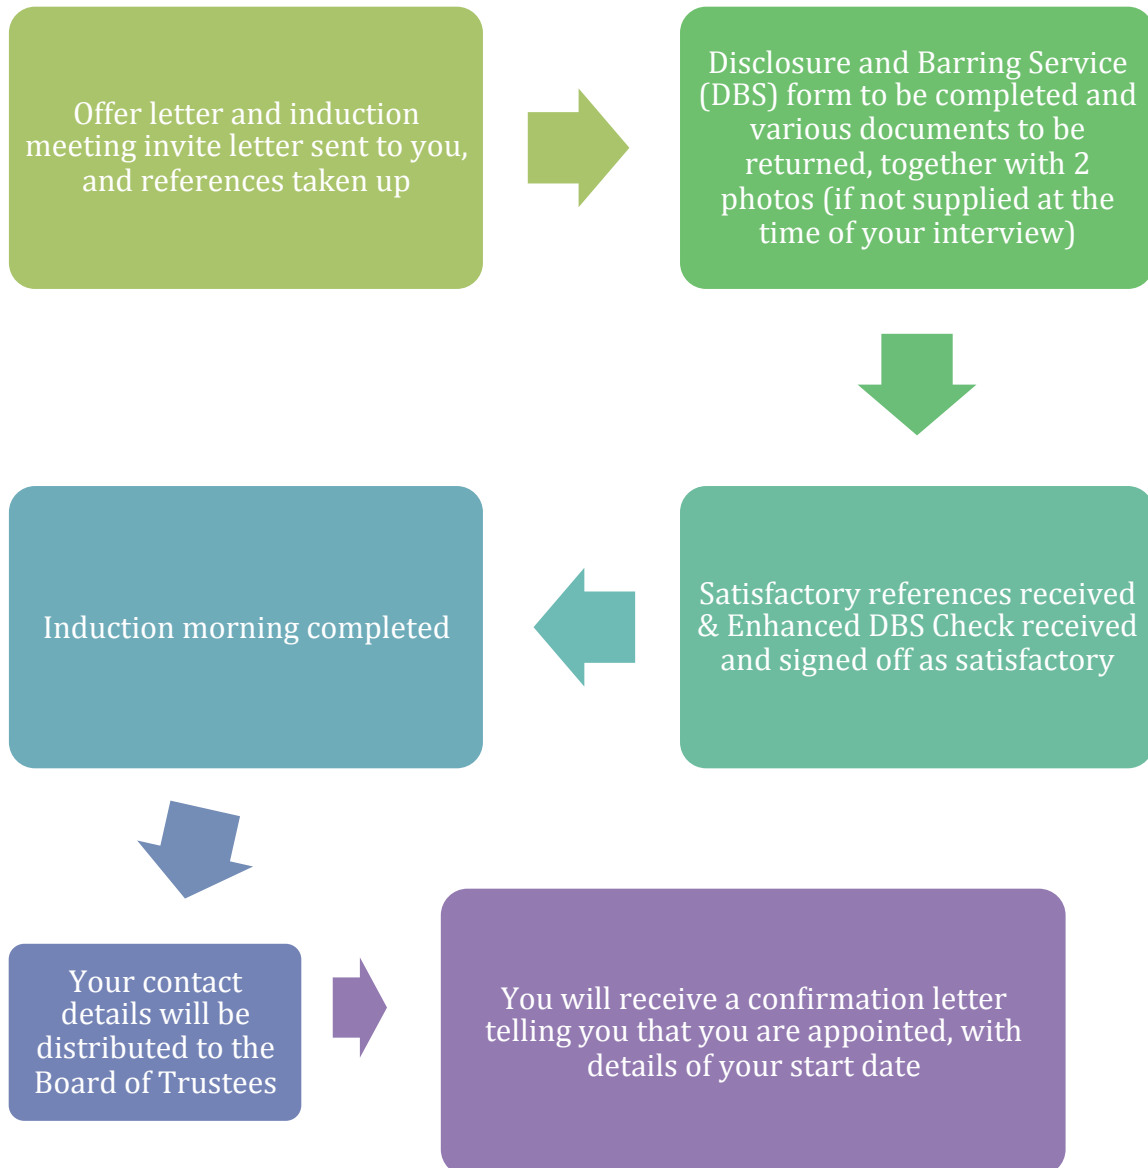 Offer letter and induction
meeting invite letter sent to you,
and references taken up
Disclosure and Barring Service
(DBS) form to be completed and
various documents to be
returned, together with 2
photos (if not supplied at the
time of your interview)
Satisfactory references received
& Enhanced DBS Check received
and signed off as satisfactory
Induction morning completed
Your contact
details will be
distributed to the
Board of Trustees
You will receive a confirmation letter
telling you that you are appointed, with
details of your start date